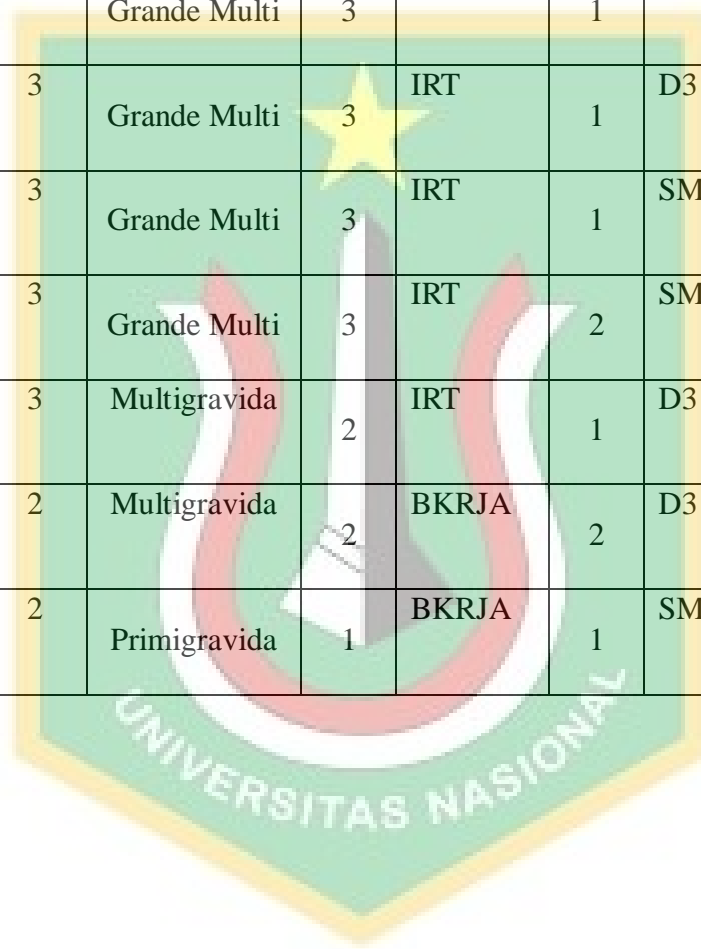 Grande Multi 3 1
3 Grande Multi 3 IRT 1 D3
3 Grande Multi 3 IRT 1 SM
3 Grande Multi 3 IRT 2 SM
3 Multigravida 2 IRT 1 D3
2 Multigravida 2 BKRJA 2 D3
2 Primigravida 1 BKRJA 1 SM
UNIVERSITAS NASIONAL